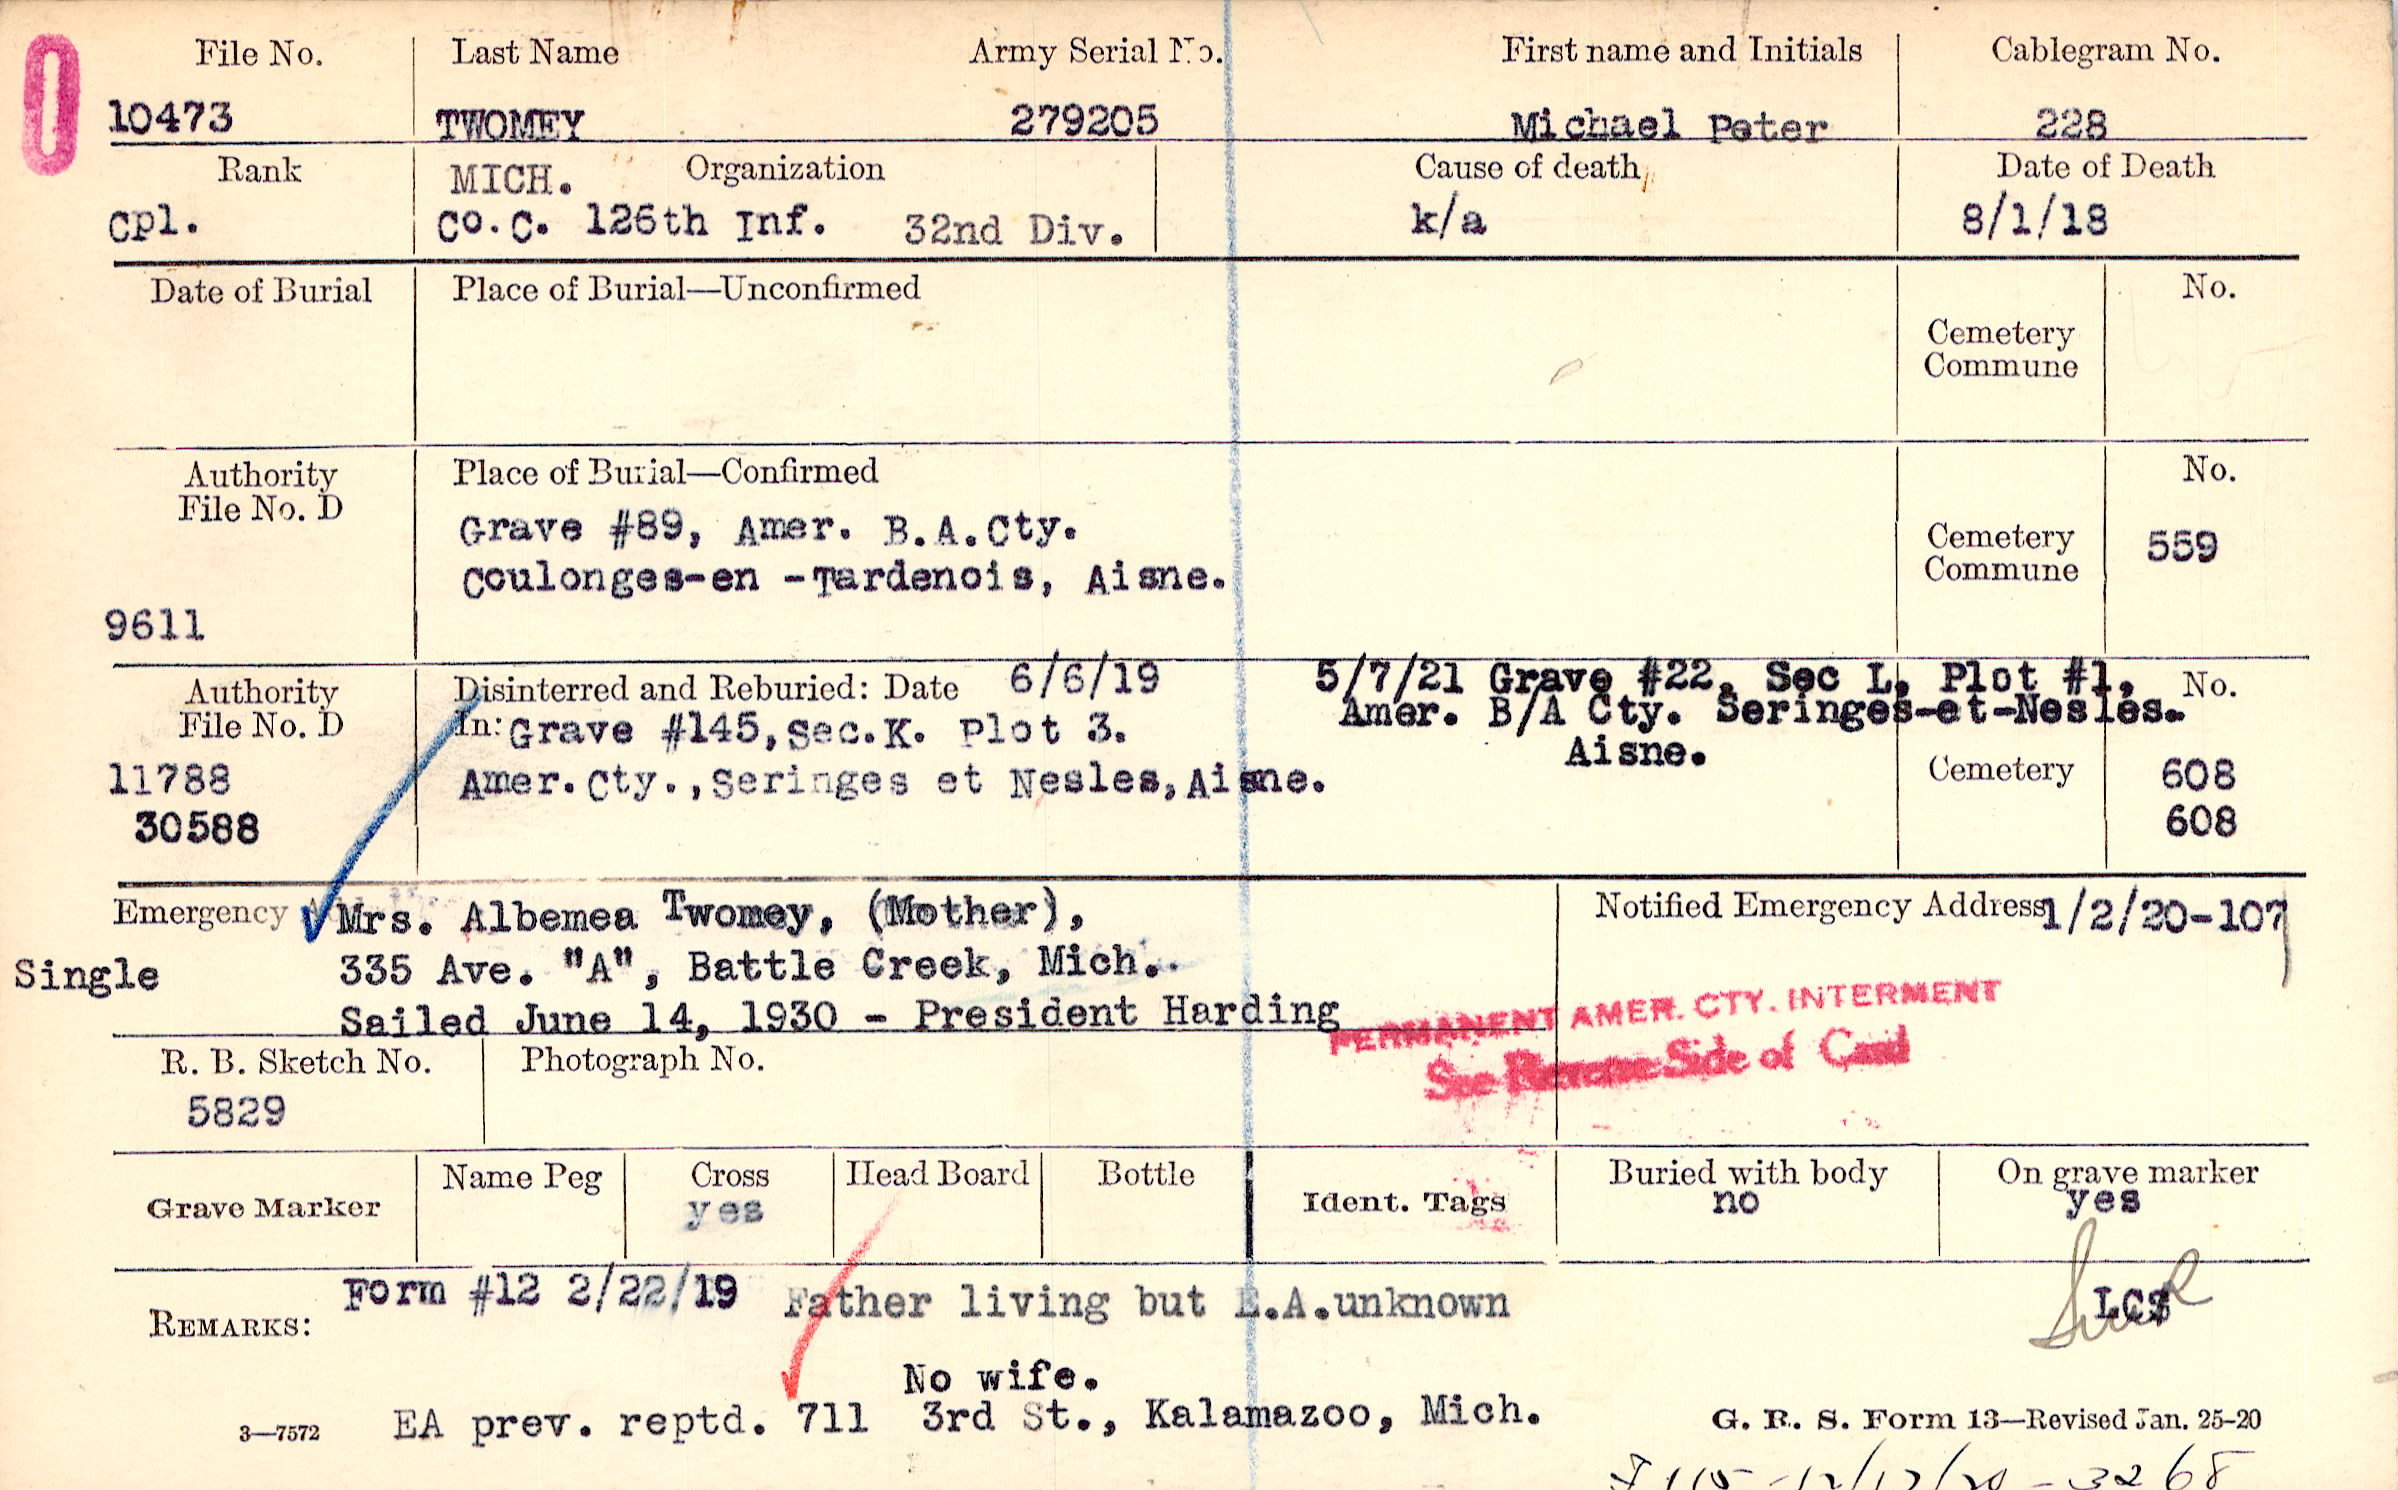 File No. Last Name Army Serial No. First name and Initials Cablegram No.
10473 TWOMEY 279205 Michael Peter 228
Rank MICH. Organization Cause of death Date of Death
Cpl. Co.C. 126th Inf. 32nd Div. k/a 8/1/18
Date of Burial Place of Burial—Unconfirmed No.
Cemetery
Commune
Authority Place of Burial—Confirmed No.
File No. D
Grave #89, Amer. B.A.Cty. Cemetery 559
Coulonges-en -Tardenois, Aisne. Commune
9611
Authority Disinterred and Reburied: Date 6/6/19 5/7/21 Grave #22, Sec L, Plot #1, No.
File No. D In: Grave #145, Sec.K. Plot 3. Amer. B/A Cty. Seringes-et-Nesles.
Aisne.
11788 Amer.Cty.,Seringes et Nesles,Aisne. Cemetery 608
30588 608
Emergency Mrs. Albemea Twomey, (Mother), Notified Emergency Address 1/2/20-107
Single 335 Ave. "A", Battle Creek, Mich.
Sailed June 14, 1930 - President Harding
PERMANENT AMER. CTY. INTERMENT
See Reverse Side of Card
R. B. Sketch No. Photograph No.
5829
Grave Marker Name Peg Cross Head Board Bottle Ident. Tags Buried with body On grave marker
yes no yes
REMARKS: Form #12 2/22/19 Father living but E.A.unknown LCS
No wife.
3—7572 EA prev. reptd. 711 3rd St., Kalamazoo, Mich. G. R. S. Form 13—Revised Jan. 25-20